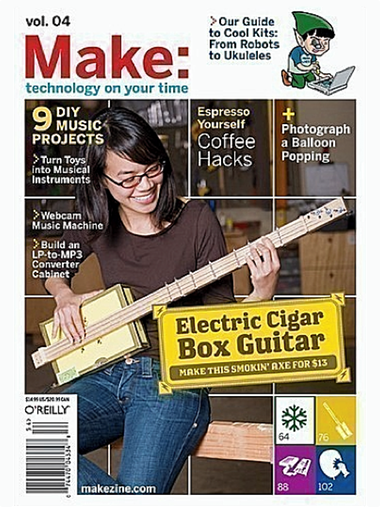 vol. 04
Make:
technology on your time
> Our Guide
to Cool Kits:
From Robots
to Ukuleles
9 DIY
MUSIC
PROJECTS
> Turn Toys
into Musical
Instruments
> Webcam
Music Machine
> Build an
LP-to-MP3
Converter
Cabinet
Espresso
Yourself
Coffee
Hacks
+
Photograph
a Balloon
Popping
Electric Cigar
Box Guitar
MAKE THIS SMOKIN' AXE FOR $13
O'REILLY
makezine.com
64
76
88
102